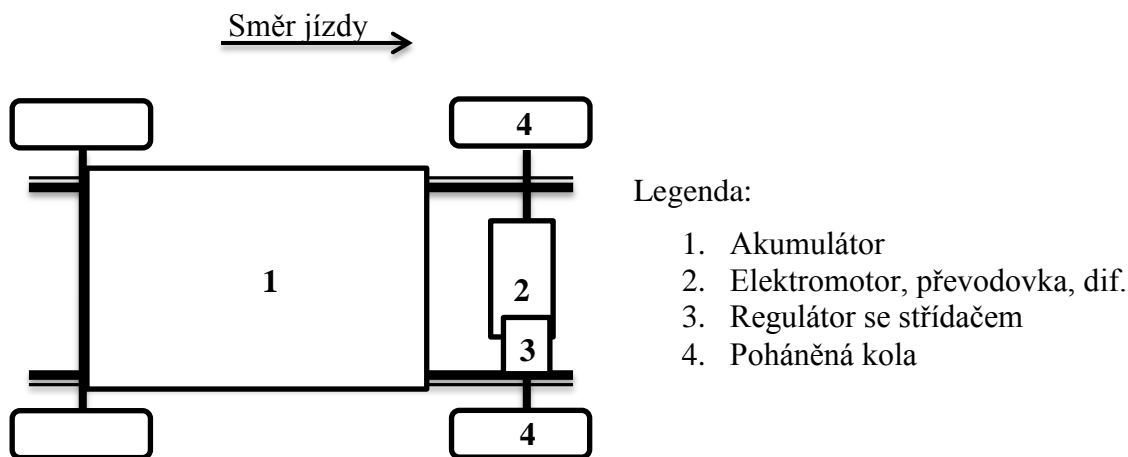 Směr jízdy
4
Legenda:
1. Akumulátor
1
2
2. Elektromotor, převodovka, dif.
3. Regulátor se střídačem
3
4. Poháněná kola
4